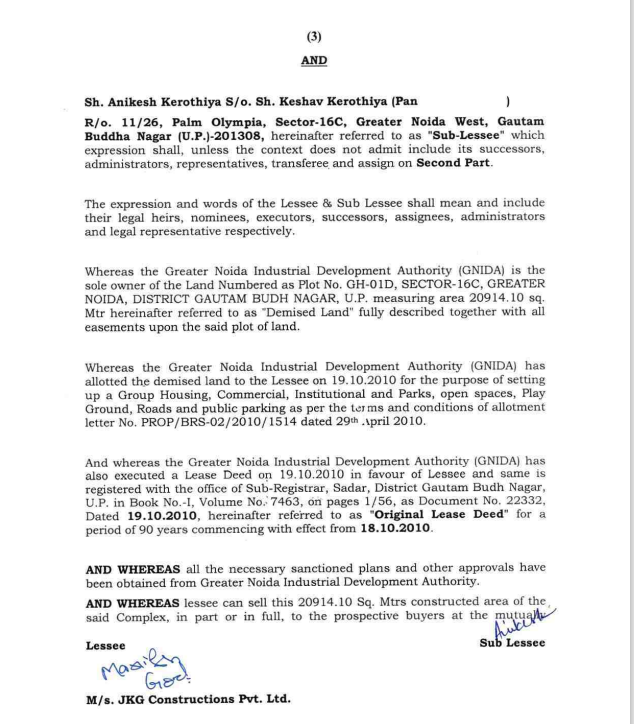 (3)
AND
Sh. Anikesh Kerothiya S/o. Sh. Keshav Kerothiya (Pan )
R/o. 11/26, Palm Olympia, Sector-16C, Greater Noida West, Gautam
Buddha Nagar (U.P.)-201308, hereinafter referred to as "Sub-Lessee" which
expression shall, unless the context does not admit include its successors,
administrators, representatives, transferee and assign on Second Part.
The expression and words of the Lessee & Sub Lessee shall mean and include
their legal heirs, nominees, executors, successors, assignees, administrators
and legal representative respectively.
Whereas the Greater Noida Industrial Development Authority (GNIDA) is the
sole owner of the Land Numbered as Plot No. GH-01D, SECTOR-16C, GREATER
NOIDA, DISTRICT GAUTAM BUDH NAGAR, U.P. measuring area 20914.10 sq.
Mtr hereinafter referred to as "Demised Land" fully described together with all
easements upon the said plot of land.
Whereas the Greater Noida Industrial Development Authority (GNIDA) has
allotted the demised land to the Lessee on 19.10.2010 for the purpose of setting
up a Group Housing, Commercial, Institutional and Parks, open spaces, Play
Ground, Roads and public parking as per the terms and conditions of allotment
letter No. PROP/BRS-02/2010/1514 dated 29th April 2010.
And whereas the Greater Noida Industrial Development Authority (GNIDA) has
also executed a Lease Deed on 19.10.2010 in favour of Lessee and same is
registered with the office of Sub-Registrar, Sadar, District Gautam Budh Nagar,
U.P. in Book No.-I, Volume No. 7463, on pages 1/56, as Document No. 22332,
Dated 19.10.2010, hereinafter referred to as "Original Lease Deed" for a
period of 90 years commencing with effect from 18.10.2010.
AND WHEREAS all the necessary sanctioned plans and other approvals have
been obtained from Greater Noida Industrial Development Authority.
AND WHEREAS lessee can sell this 20914.10 Sq. Mtrs constructed area of the
said Complex, in part or in full, to the prospective buyers at the mutual
Lessee
Sub Lessee
M/s. JKG Constructions Pvt. Ltd.